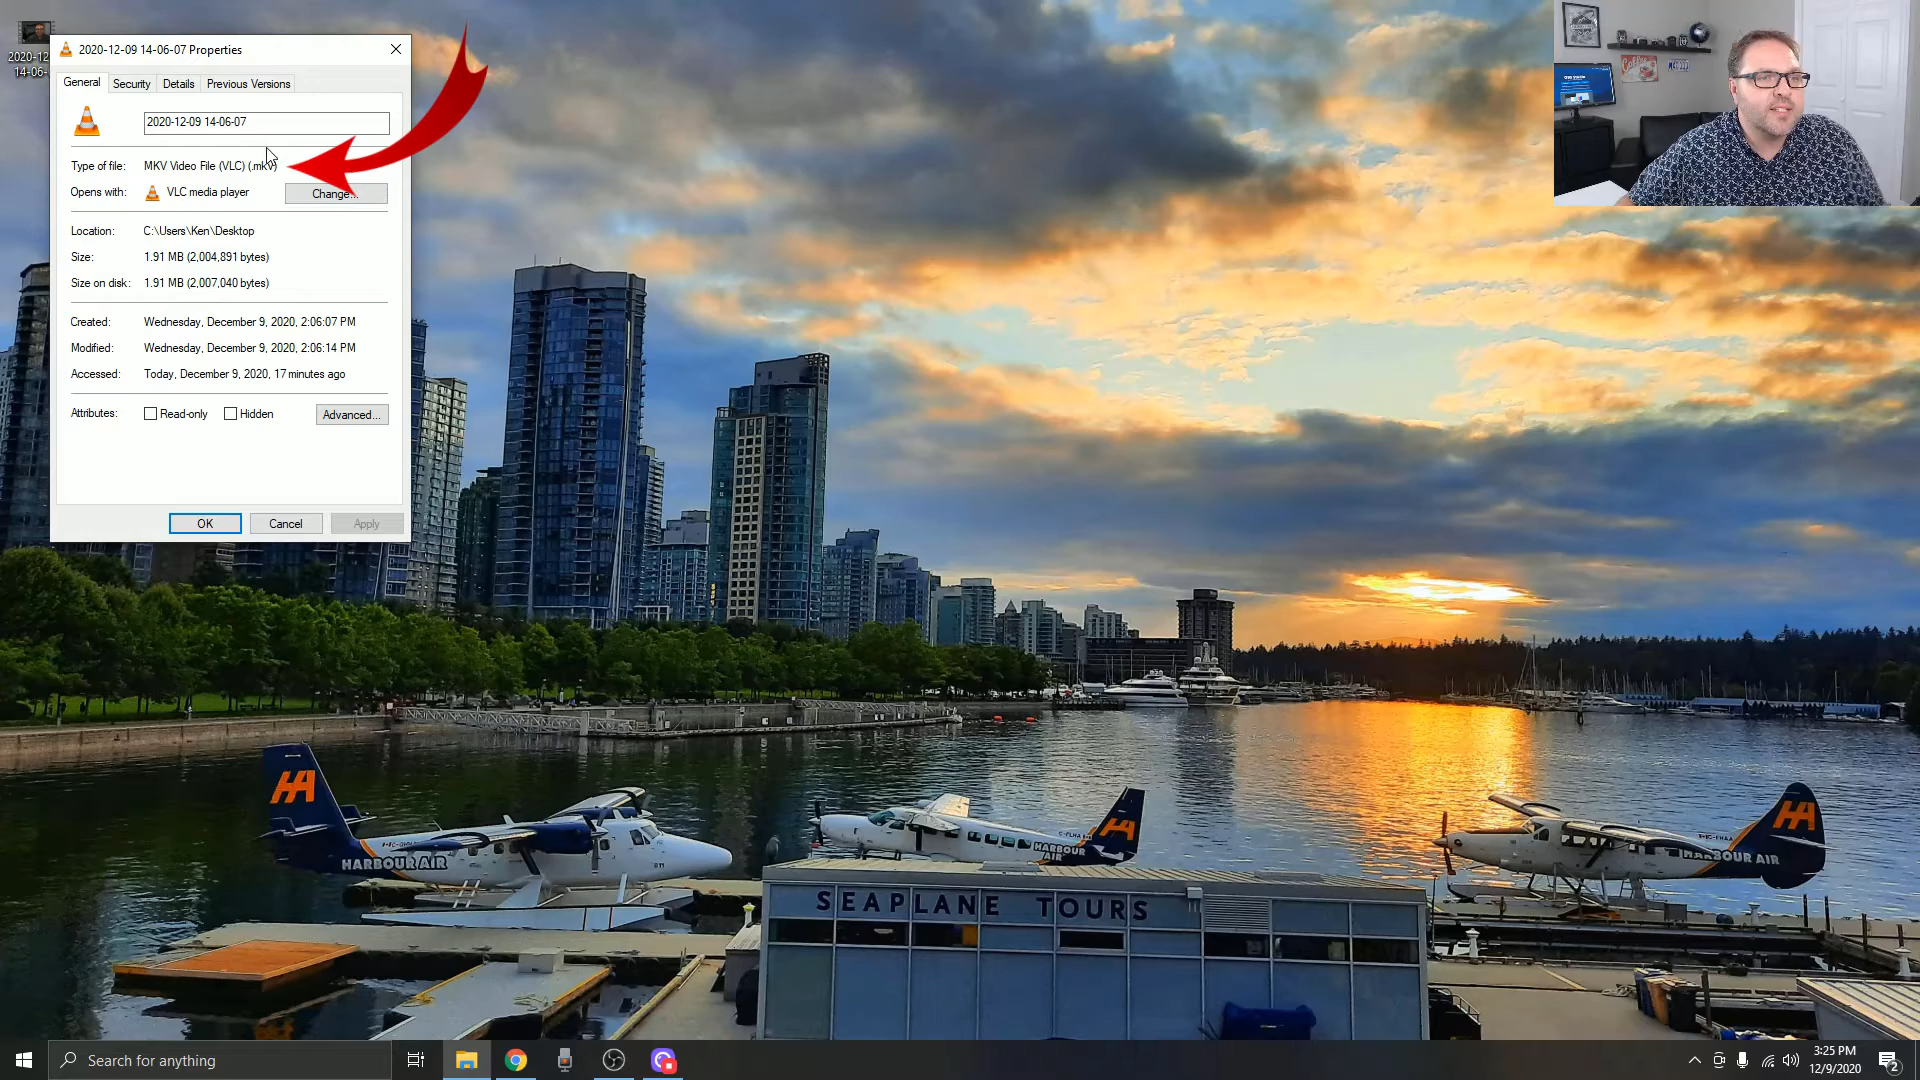 2020-12
14-06-
2020-12-09 14-06-07 Properties
General Security Details Previous Versions
2020-12-09 14-06-07
Type of file: MKV Video File (VLC) (.mkv)
Opens with: VLC media player Change...
Location: C:\Users\Ken\Desktop
Size: 1.91 MB (2,004,891 bytes)
Size on disk: 1.91 MB (2,007,040 bytes)
Created: Wednesday, December 9, 2020, 2:06:07 PM
Modified: Wednesday, December 9, 2020, 2:06:14 PM
Accessed: Today, December 9, 2020, 17 minutes ago
Attributes: Read-only Hidden Advanced...
OK Cancel Apply
HARBOUR AIR
HARBOUR
AIR
HARBOUR AIR
SEAPLANE TOURS
Search for anything
3:25 PM
12/9/2020
2